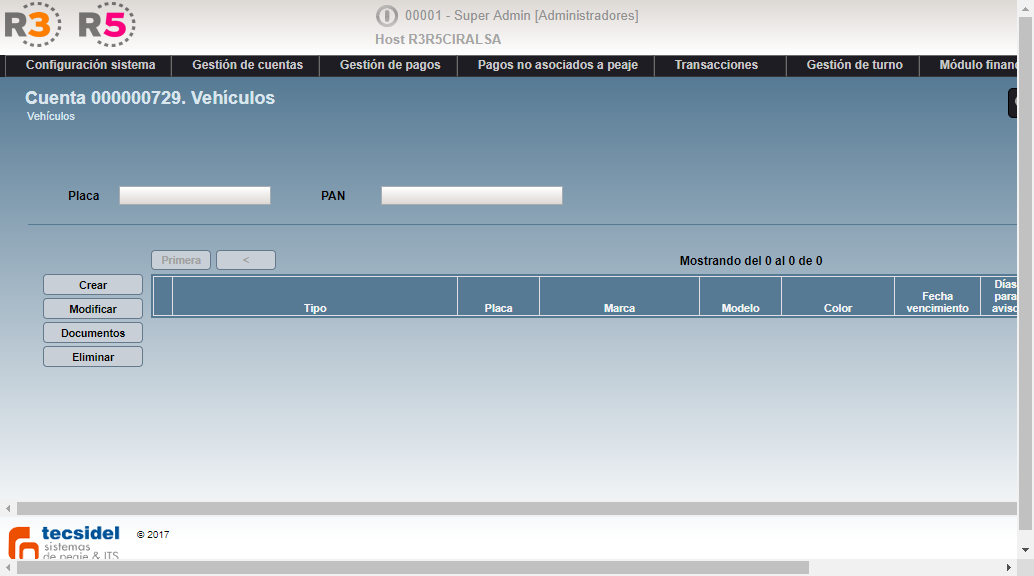 R3 R5
00001 - Super Admin [Administradores]
Host R3R5CIRALSA
Configuración sistema Gestión de cuentas Gestión de pagos Pagos no asociados a peaje Transacciones Gestión de turno Módulo finan
Cuenta 000000729. Vehículos
Vehículos
Placa PAN
Primera < Mostrando del 0 al 0 de 0
Crear
Modificar
Documentos
Eliminar
Tipo Placa Marca Modelo Color Fecha vencimiento Días para aviso
tecsidel © 2017
sistemas
de peaje & ITS